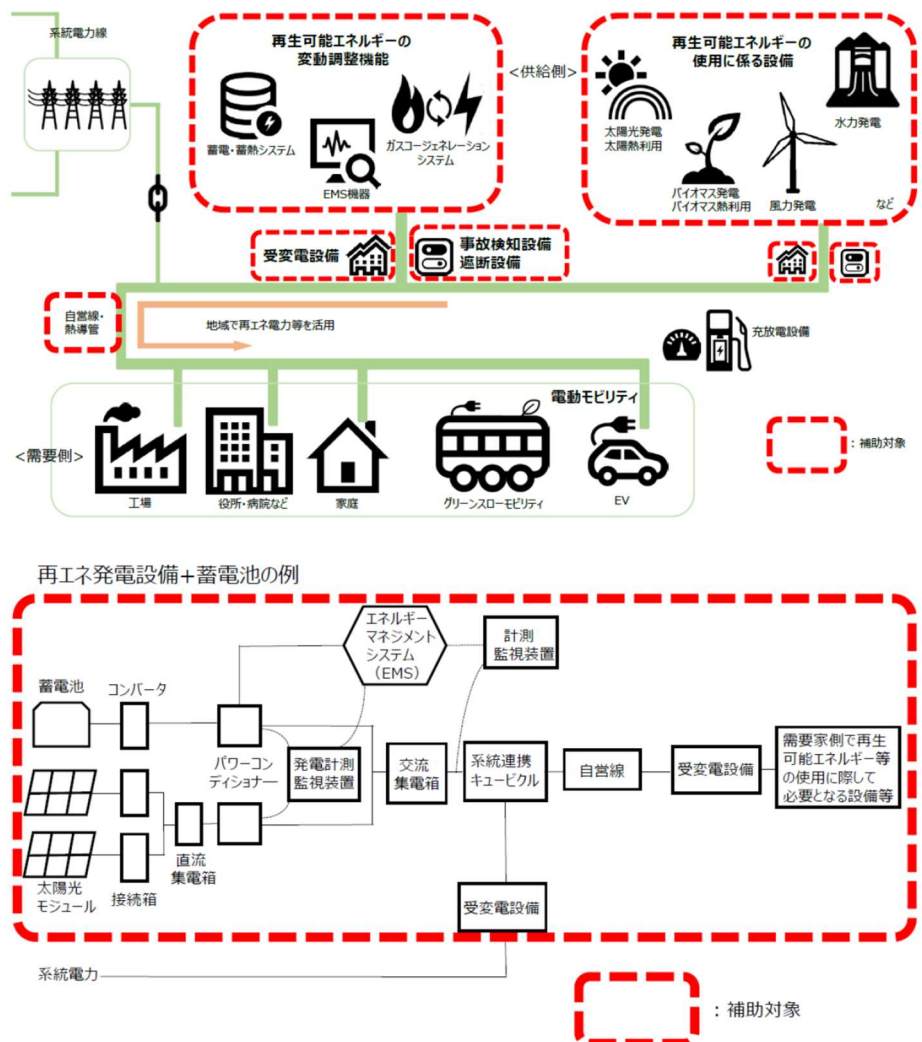 系統電力線
再生可能エネルギーの
変動調整機能
蓄電・蓄熱システム
EMS機器
ガスコージェネレーション
システム
<供給側>
再生可能エネルギーの
使用に係る設備
太陽光発電
太陽熱利用
バイオマス発電
バイオマス熱利用
風力発電
水力発電
など
受変電設備
事故検知設備
遮断設備
自営線・
熱導管
地域で再エネ電力等を活用
充放電設備
電動モビリティ
<需要側>
工場
役所・病院など
家庭
グリーンスローモビリティ
EV
：補助対象
再エネ発電設備+蓄電池の例
エネルギー
マネジメント
システム
（EMS）
計測
監視装置
蓄電池
コンバータ
パワーコン
ディショナー
発電計測
監視装置
交流
集電箱
系統連携
キュービクル
自営線
受変電設備
需要家側で再生
可能エネルギー等
の使用に際して
必要となる設備等
太陽光
モジュール
接続箱
直流
集電箱
受変電設備
系統電力
：補助対象